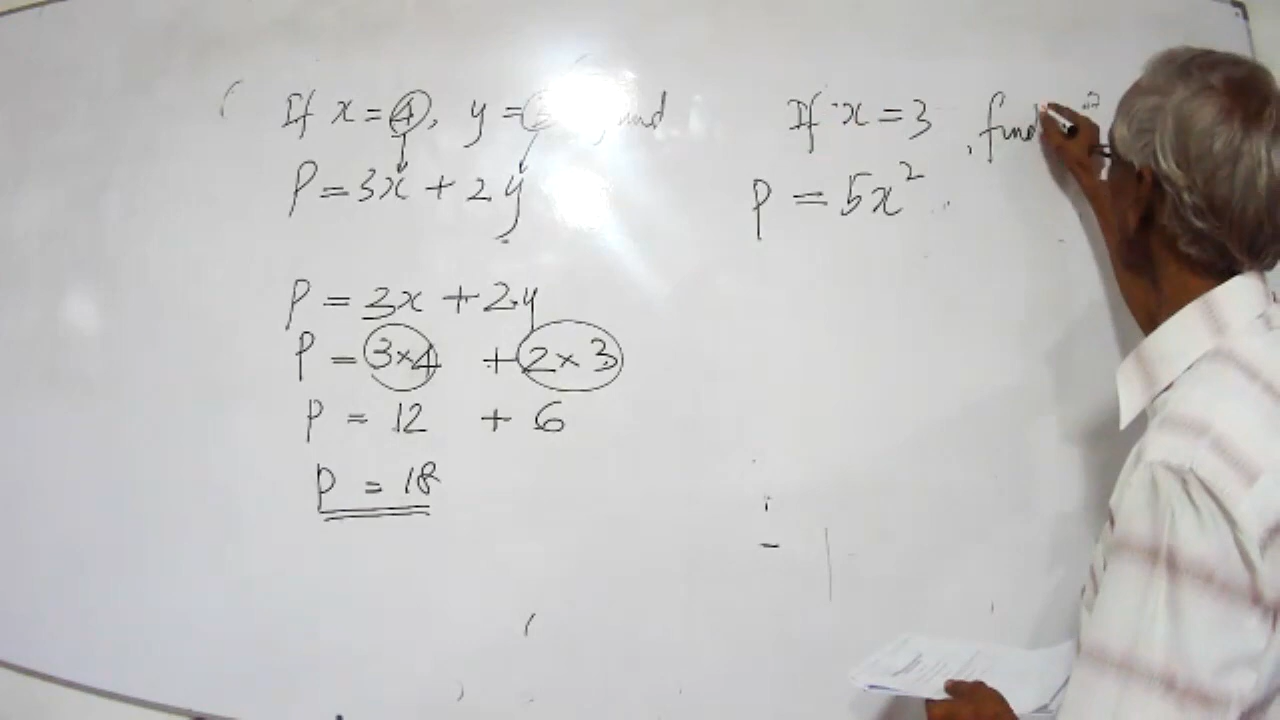 If x = 4, y =
P = 3x + 2y
P = 3x + 2y
P = 3×4 + 2×3
P = 12 + 6
P = 18
If x = 3, find
P = 5x²